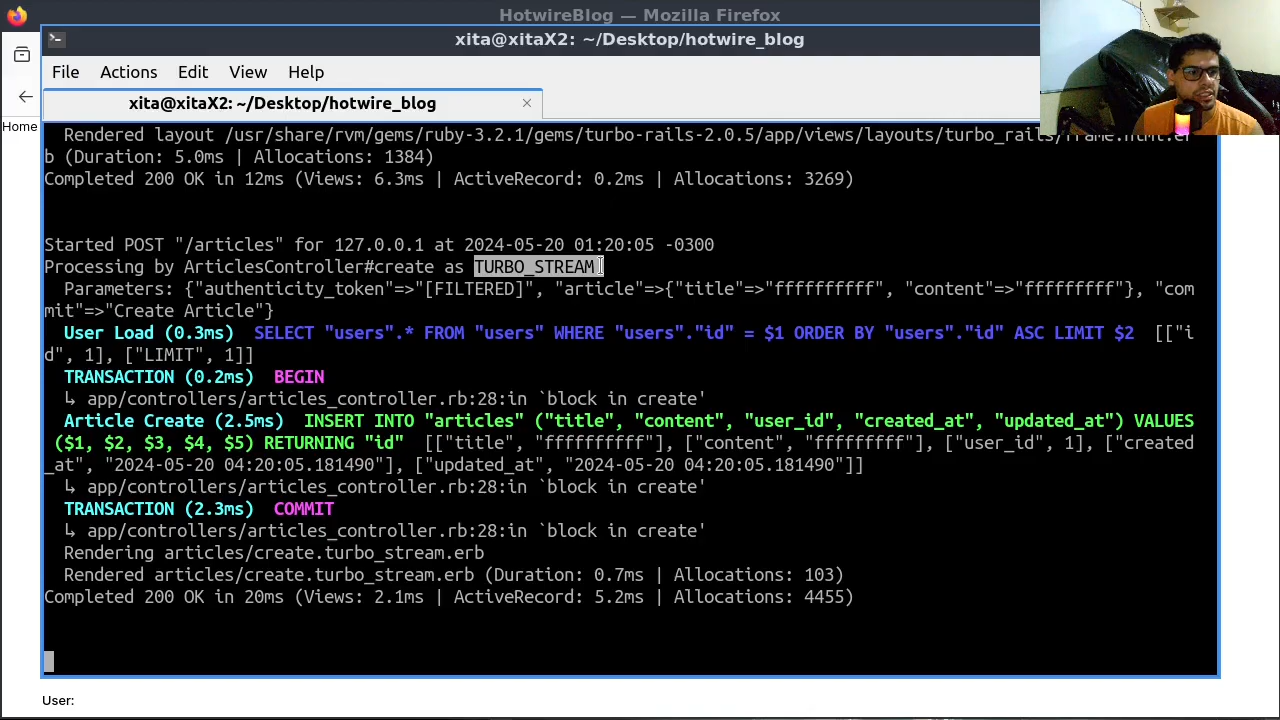 HotwireBlog — Mozilla Firefox
xita@xitaX2: ~/Desktop/hotwire_blog
File Actions Edit View Help
xita@xitaX2: ~/Desktop/hotwire_blog ×
Home
Rendered layout /usr/share/rvm/gems/ruby-3.2.1/gems/turbo-rails-2.0.5/app/views/layouts/turbo_rails/frame.html.er
b (Duration: 5.0ms | Allocations: 1384)
Completed 200 OK in 12ms (Views: 6.3ms | ActiveRecord: 0.2ms | Allocations: 3269)
Started POST "/articles" for 127.0.0.1 at 2024-05-20 01:20:05 -0300
Processing by ArticlesController#create as TURBO_STREAM
Parameters: {"authenticity_token"=>"[FILTERED]", "article"=>{"title"=>"ffffffffff", "content"=>"fffffffff"}, "com
mit"=>"Create Article"}
User Load (0.3ms) SELECT "users".* FROM "users" WHERE "users"."id" = $1 ORDER BY "users"."id" ASC LIMIT $2 [["i
d", 1], ["LIMIT", 1]]
TRANSACTION (0.2ms) BEGIN
↳ app/controllers/articles_controller.rb:28:in `block in create'
Article Create (2.5ms) INSERT INTO "articles" ("title", "content", "user_id", "created_at", "updated_at") VALUES
($1, $2, $3, $4, $5) RETURNING "id" [["title", "ffffffffff"], ["content", "fffffffff"], ["user_id", 1], ["created
_at", "2024-05-20 04:20:05.181490"], ["updated_at", "2024-05-20 04:20:05.181490"]]
↳ app/controllers/articles_controller.rb:28:in `block in create'
TRANSACTION (2.3ms) COMMIT
↳ app/controllers/articles_controller.rb:28:in `block in create'
Rendering articles/create.turbo_stream.erb
Rendered articles/create.turbo_stream.erb (Duration: 0.7ms | Allocations: 103)
Completed 200 OK in 20ms (Views: 2.1ms | ActiveRecord: 5.2ms | Allocations: 4455)
User: